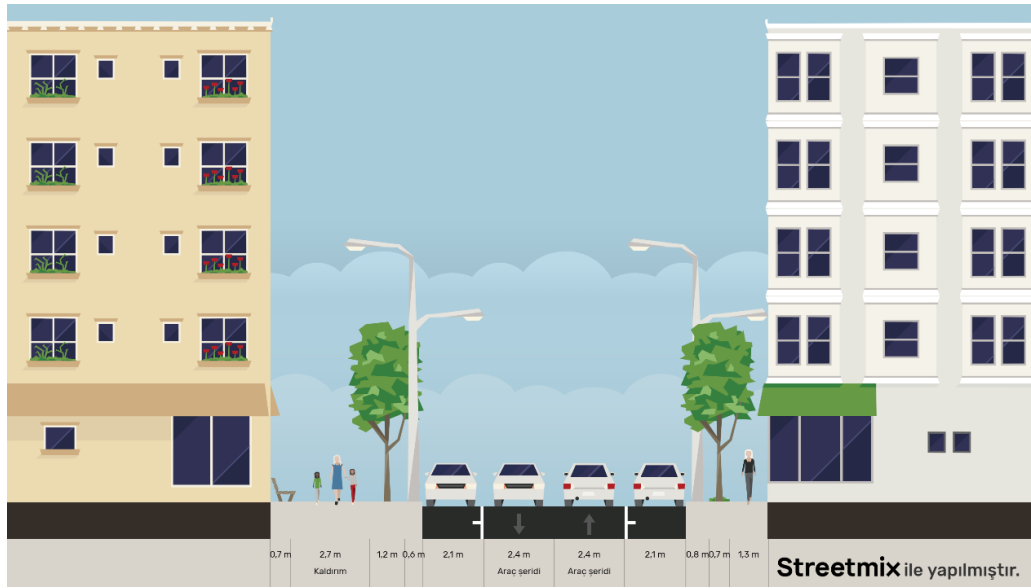 0,7 m 2,7 m 1,2 m 0,6 m 2,1 m 2,4 m 2,4 m 2,1 m 0,8 m 0,7 m 1,3 m
Kaldırım Araç şeridi Araç şeridi
Streetmix ile yapılmıştır.